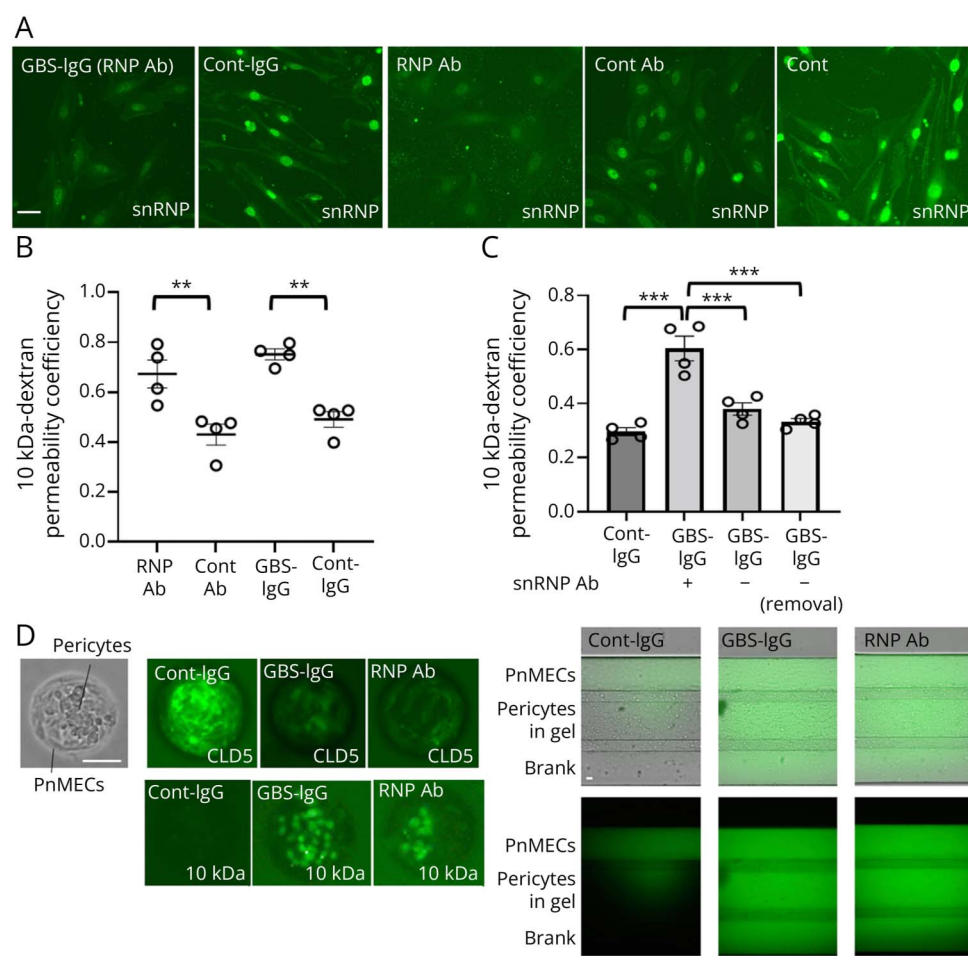 A
GBS-IgG (RNP Ab)
snRNP
Cont-IgG
snRNP
RNP Ab
snRNP
Cont Ab
snRNP
Cont
snRNP
B
10 kDa-dextran
permeability coefficiency
1.0
0.8
0.6
0.4
0.2
0.0
**
**
RNP
Ab
Cont
Ab
GBS-
IgG
Cont-
IgG
C
10 kDa-dextran
permeability coefficiency
0.8
0.6
0.4
0.2
0.0
***
***
***
Cont-
IgG
GBS-
IgG
GBS-
IgG
GBS-
IgG
snRNP Ab + − −
(removal)
D
Pericytes
PnMECs
Cont-IgG
CLD5
GBS-IgG
CLD5
RNP Ab
CLD5
Cont-IgG
10 kDa
GBS-IgG
10 kDa
RNP Ab
10 kDa
Cont-IgG
GBS-IgG
RNP Ab
PnMECs
Pericytes
in gel
Brank
PnMECs
Pericytes
in gel
Brank